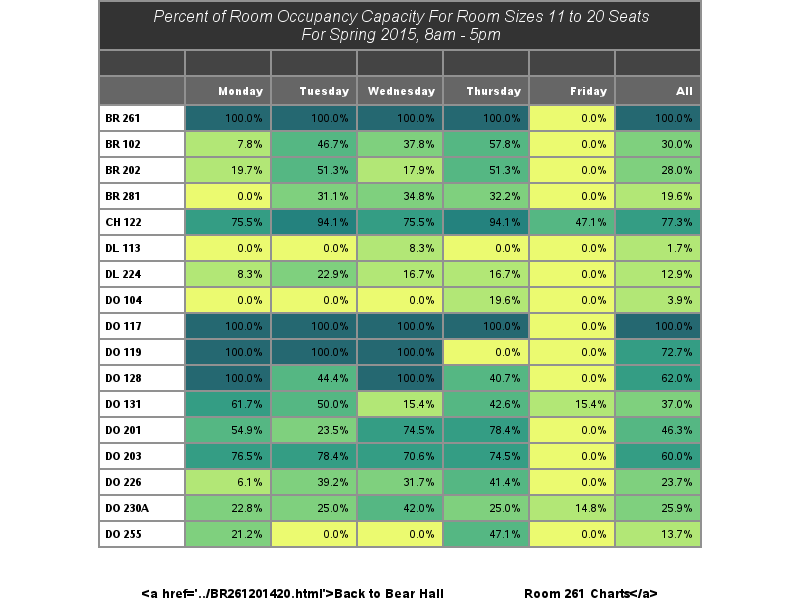 Percent of Room Occupancy Capacity For Room Sizes 11 to 20 Seats
For Spring 2015, 8am - 5pm
Monday Tuesday Wednesday Thursday Friday All
BR 261 100.0% 100.0% 100.0% 100.0% 0.0% 100.0%
BR 102 7.8% 46.7% 37.8% 57.8% 0.0% 30.0%
BR 202 19.7% 51.3% 17.9% 51.3% 0.0% 28.0%
BR 281 0.0% 31.1% 34.8% 32.2% 0.0% 19.6%
CH 122 75.5% 94.1% 75.5% 94.1% 47.1% 77.3%
DL 113 0.0% 0.0% 8.3% 0.0% 0.0% 1.7%
DL 224 8.3% 22.9% 16.7% 16.7% 0.0% 12.9%
DO 104 0.0% 0.0% 0.0% 19.6% 0.0% 3.9%
DO 117 100.0% 100.0% 100.0% 100.0% 0.0% 100.0%
DO 119 100.0% 100.0% 100.0% 0.0% 0.0% 72.7%
DO 128 100.0% 44.4% 100.0% 40.7% 0.0% 62.0%
DO 131 61.7% 50.0% 15.4% 42.6% 15.4% 37.0%
DO 201 54.9% 23.5% 74.5% 78.4% 0.0% 46.3%
DO 203 76.5% 78.4% 70.6% 74.5% 0.0% 60.0%
DO 226 6.1% 39.2% 31.7% 41.4% 0.0% 23.7%
DO 230A 22.8% 25.0% 42.0% 25.0% 14.8% 25.9%
DO 255 21.2% 0.0% 0.0% 47.1% 0.0% 13.7%
<a href='../BR261201420.html'>Back to Bear Hall Room 261 Charts</a>